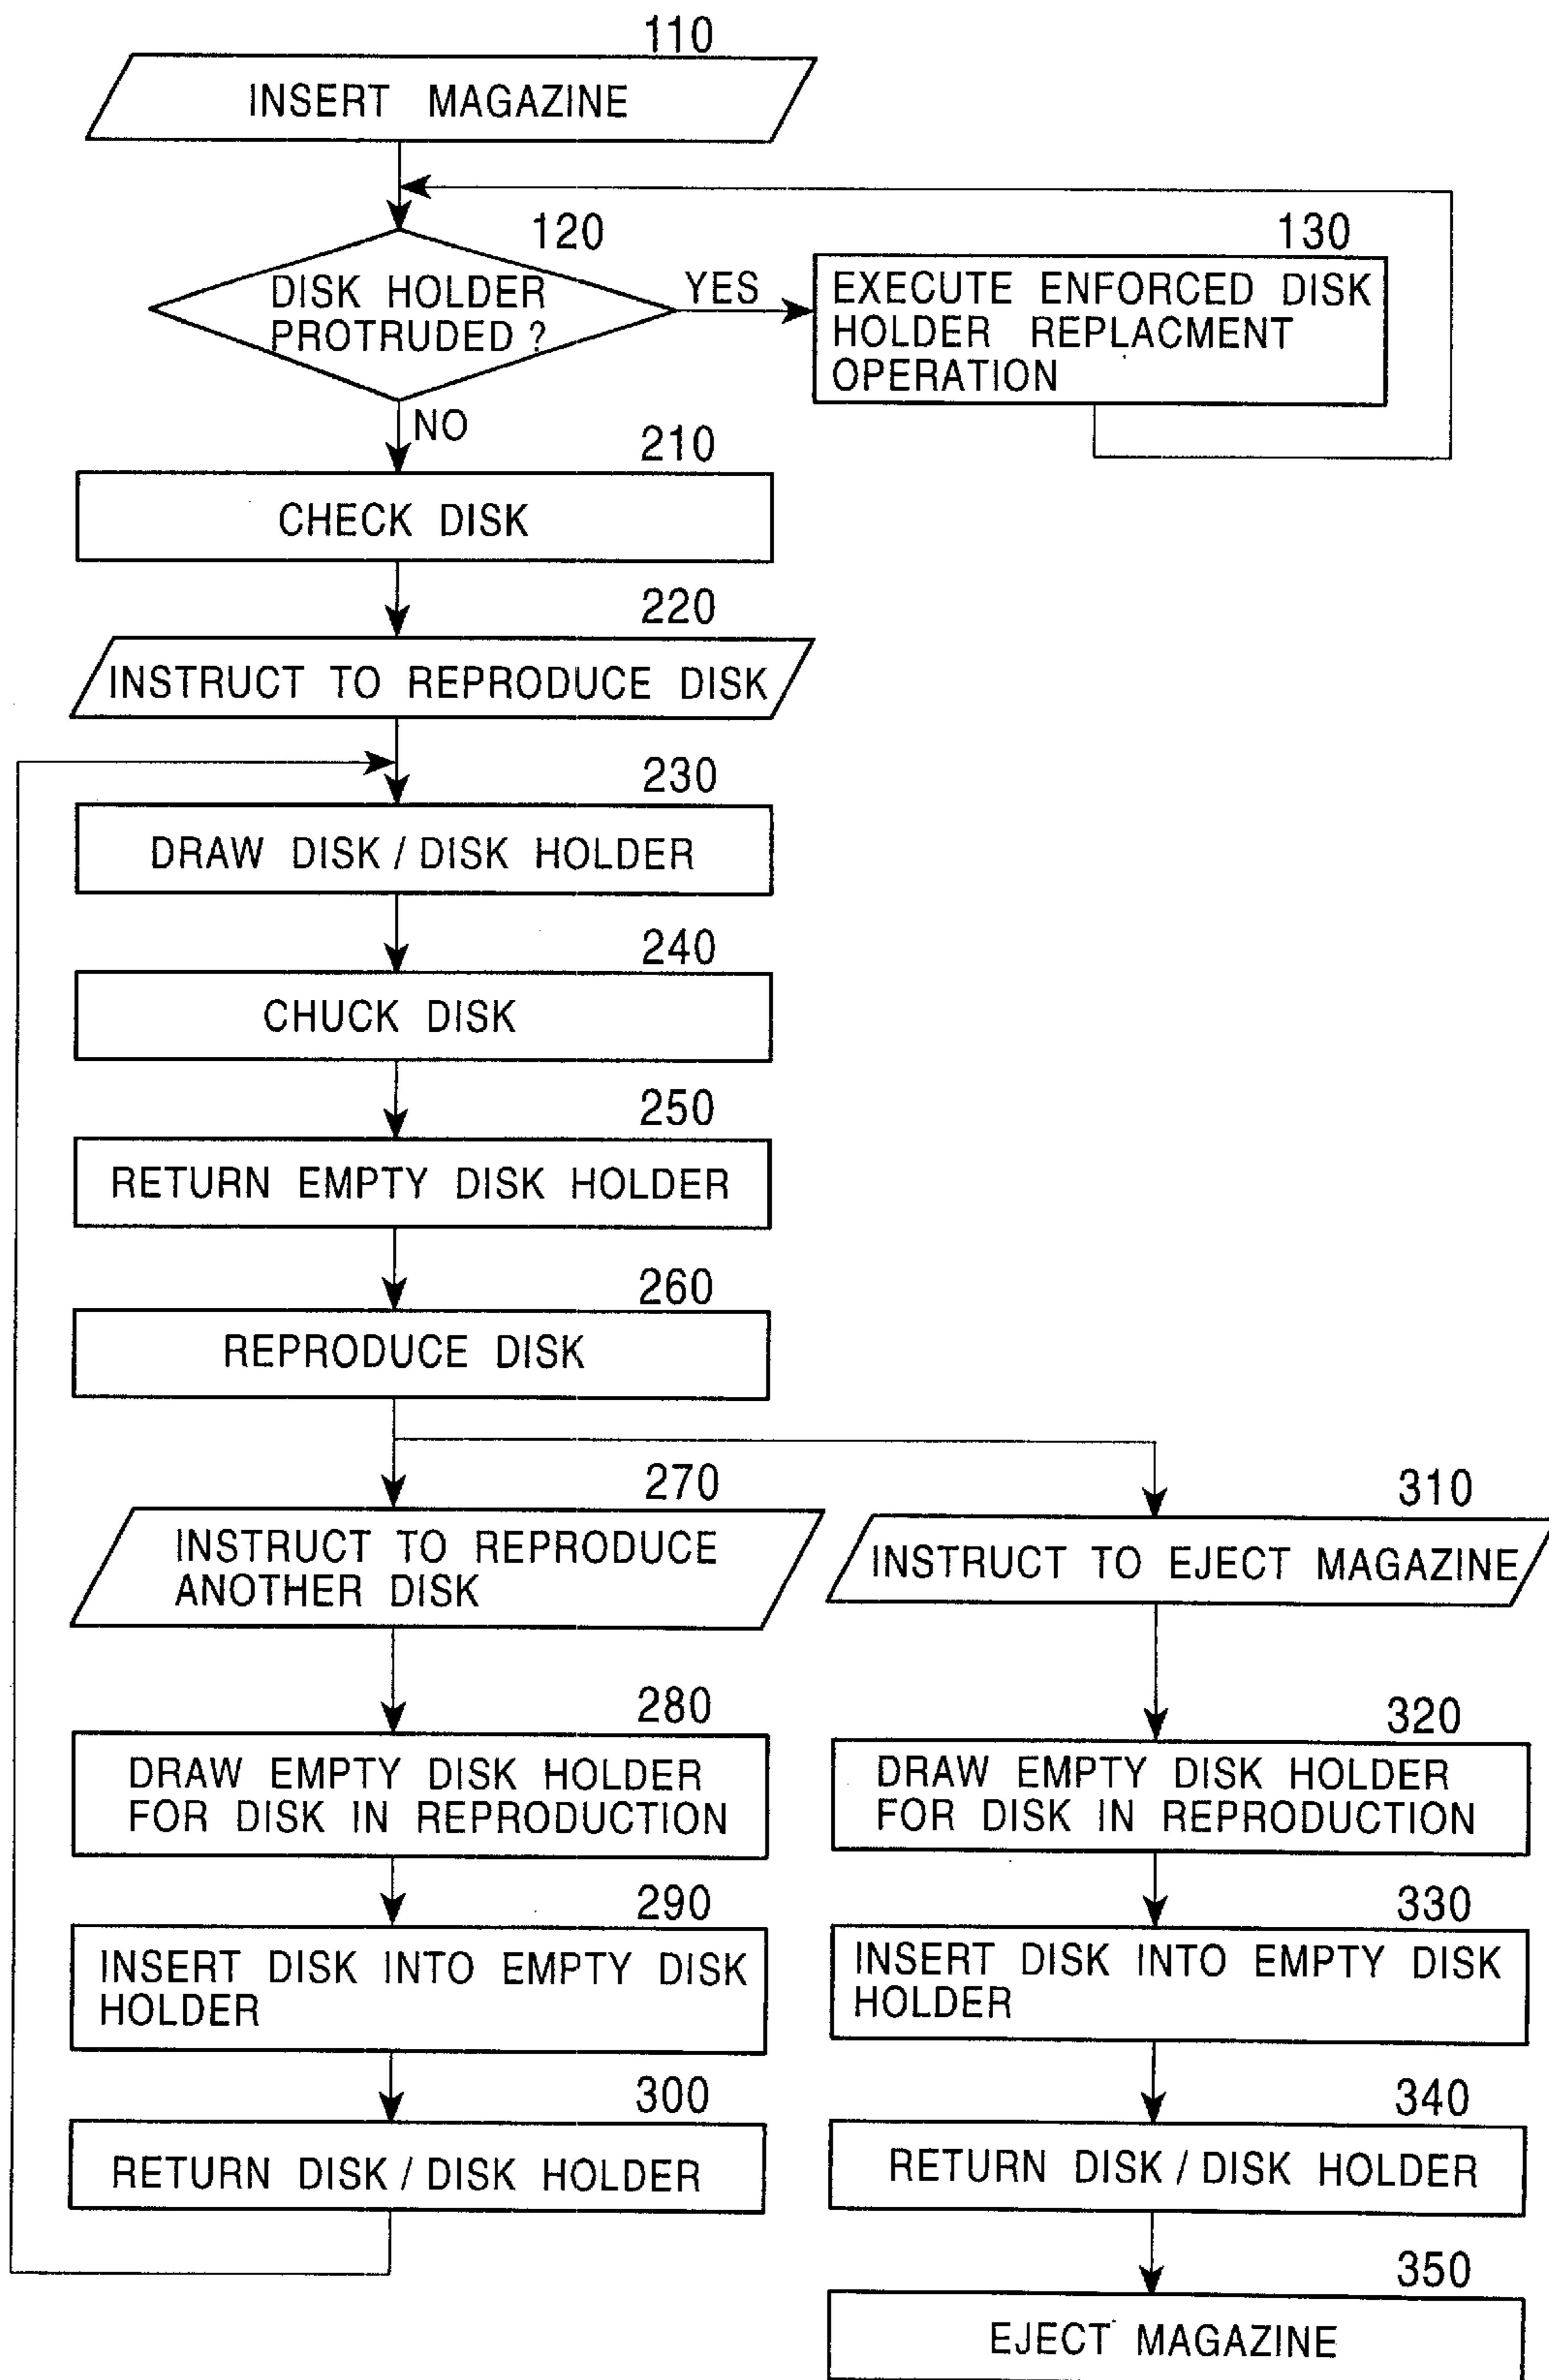 110
INSERT MAGAZINE
120
DISK HOLDER
PROTRUDED?
YES
130
EXECUTE ENFORCED DISK
HOLDER REPLACMENT
OPERATION
NO
210
CHECK DISK
220
INSTRUCT TO REPRODUCE DISK
230
DRAW DISK / DISK HOLDER
240
CHUCK DISK
250
RETURN EMPTY DISK HOLDER
260
REPRODUCE DISK
270
INSTRUCT TO REPRODUCE
ANOTHER DISK
280
DRAW EMPTY DISK HOLDER
FOR DISK IN REPRODUCTION
290
INSERT DISK INTO EMPTY DISK
HOLDER
300
RETURN DISK / DISK HOLDER
310
INSTRUCT TO EJECT MAGAZINE
320
DRAW EMPTY DISK HOLDER
FOR DISK IN REPRODUCTION
330
INSERT DISK INTO EMPTY DISK
HOLDER
340
RETURN DISK / DISK HOLDER
350
EJECT MAGAZINE